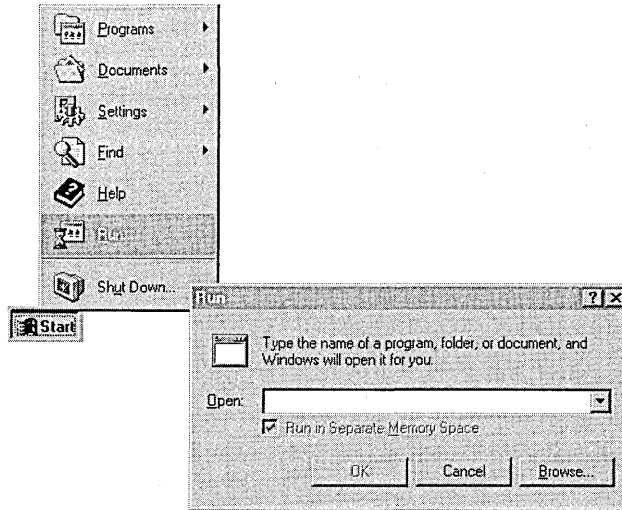 Programs
Documents
Settings
Find
Help
Run...
Shut Down...
Start
Run
Type the name of a program, folder, or document, and
Windows will open it for you.
Open:
Run in Separate Memory Space
OK
Cancel
Browse...